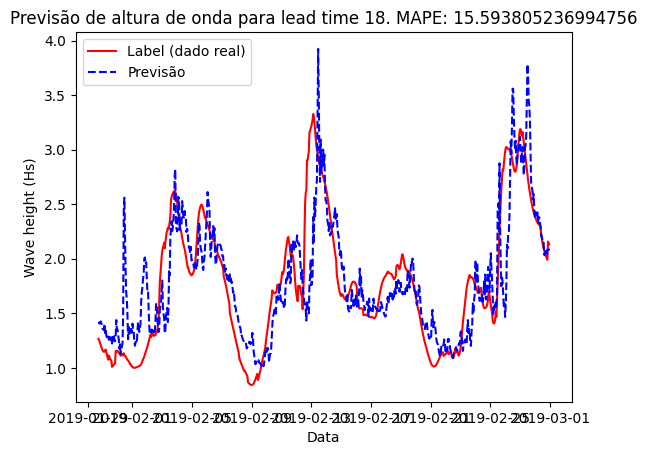 Previsão de altura de onda para lead time 18. MAPE: 15.593805236994756
Label (dado real)
Previsão
4.0
3.5
3.0
2.5
2.0
1.5
1.0
Wave height (Hs)
2019-01-29 2019-02-01 2019-02-05 2019-02-09 2019-02-13 2019-02-17 2019-02-21 2019-02-25 2019-03-01
Data